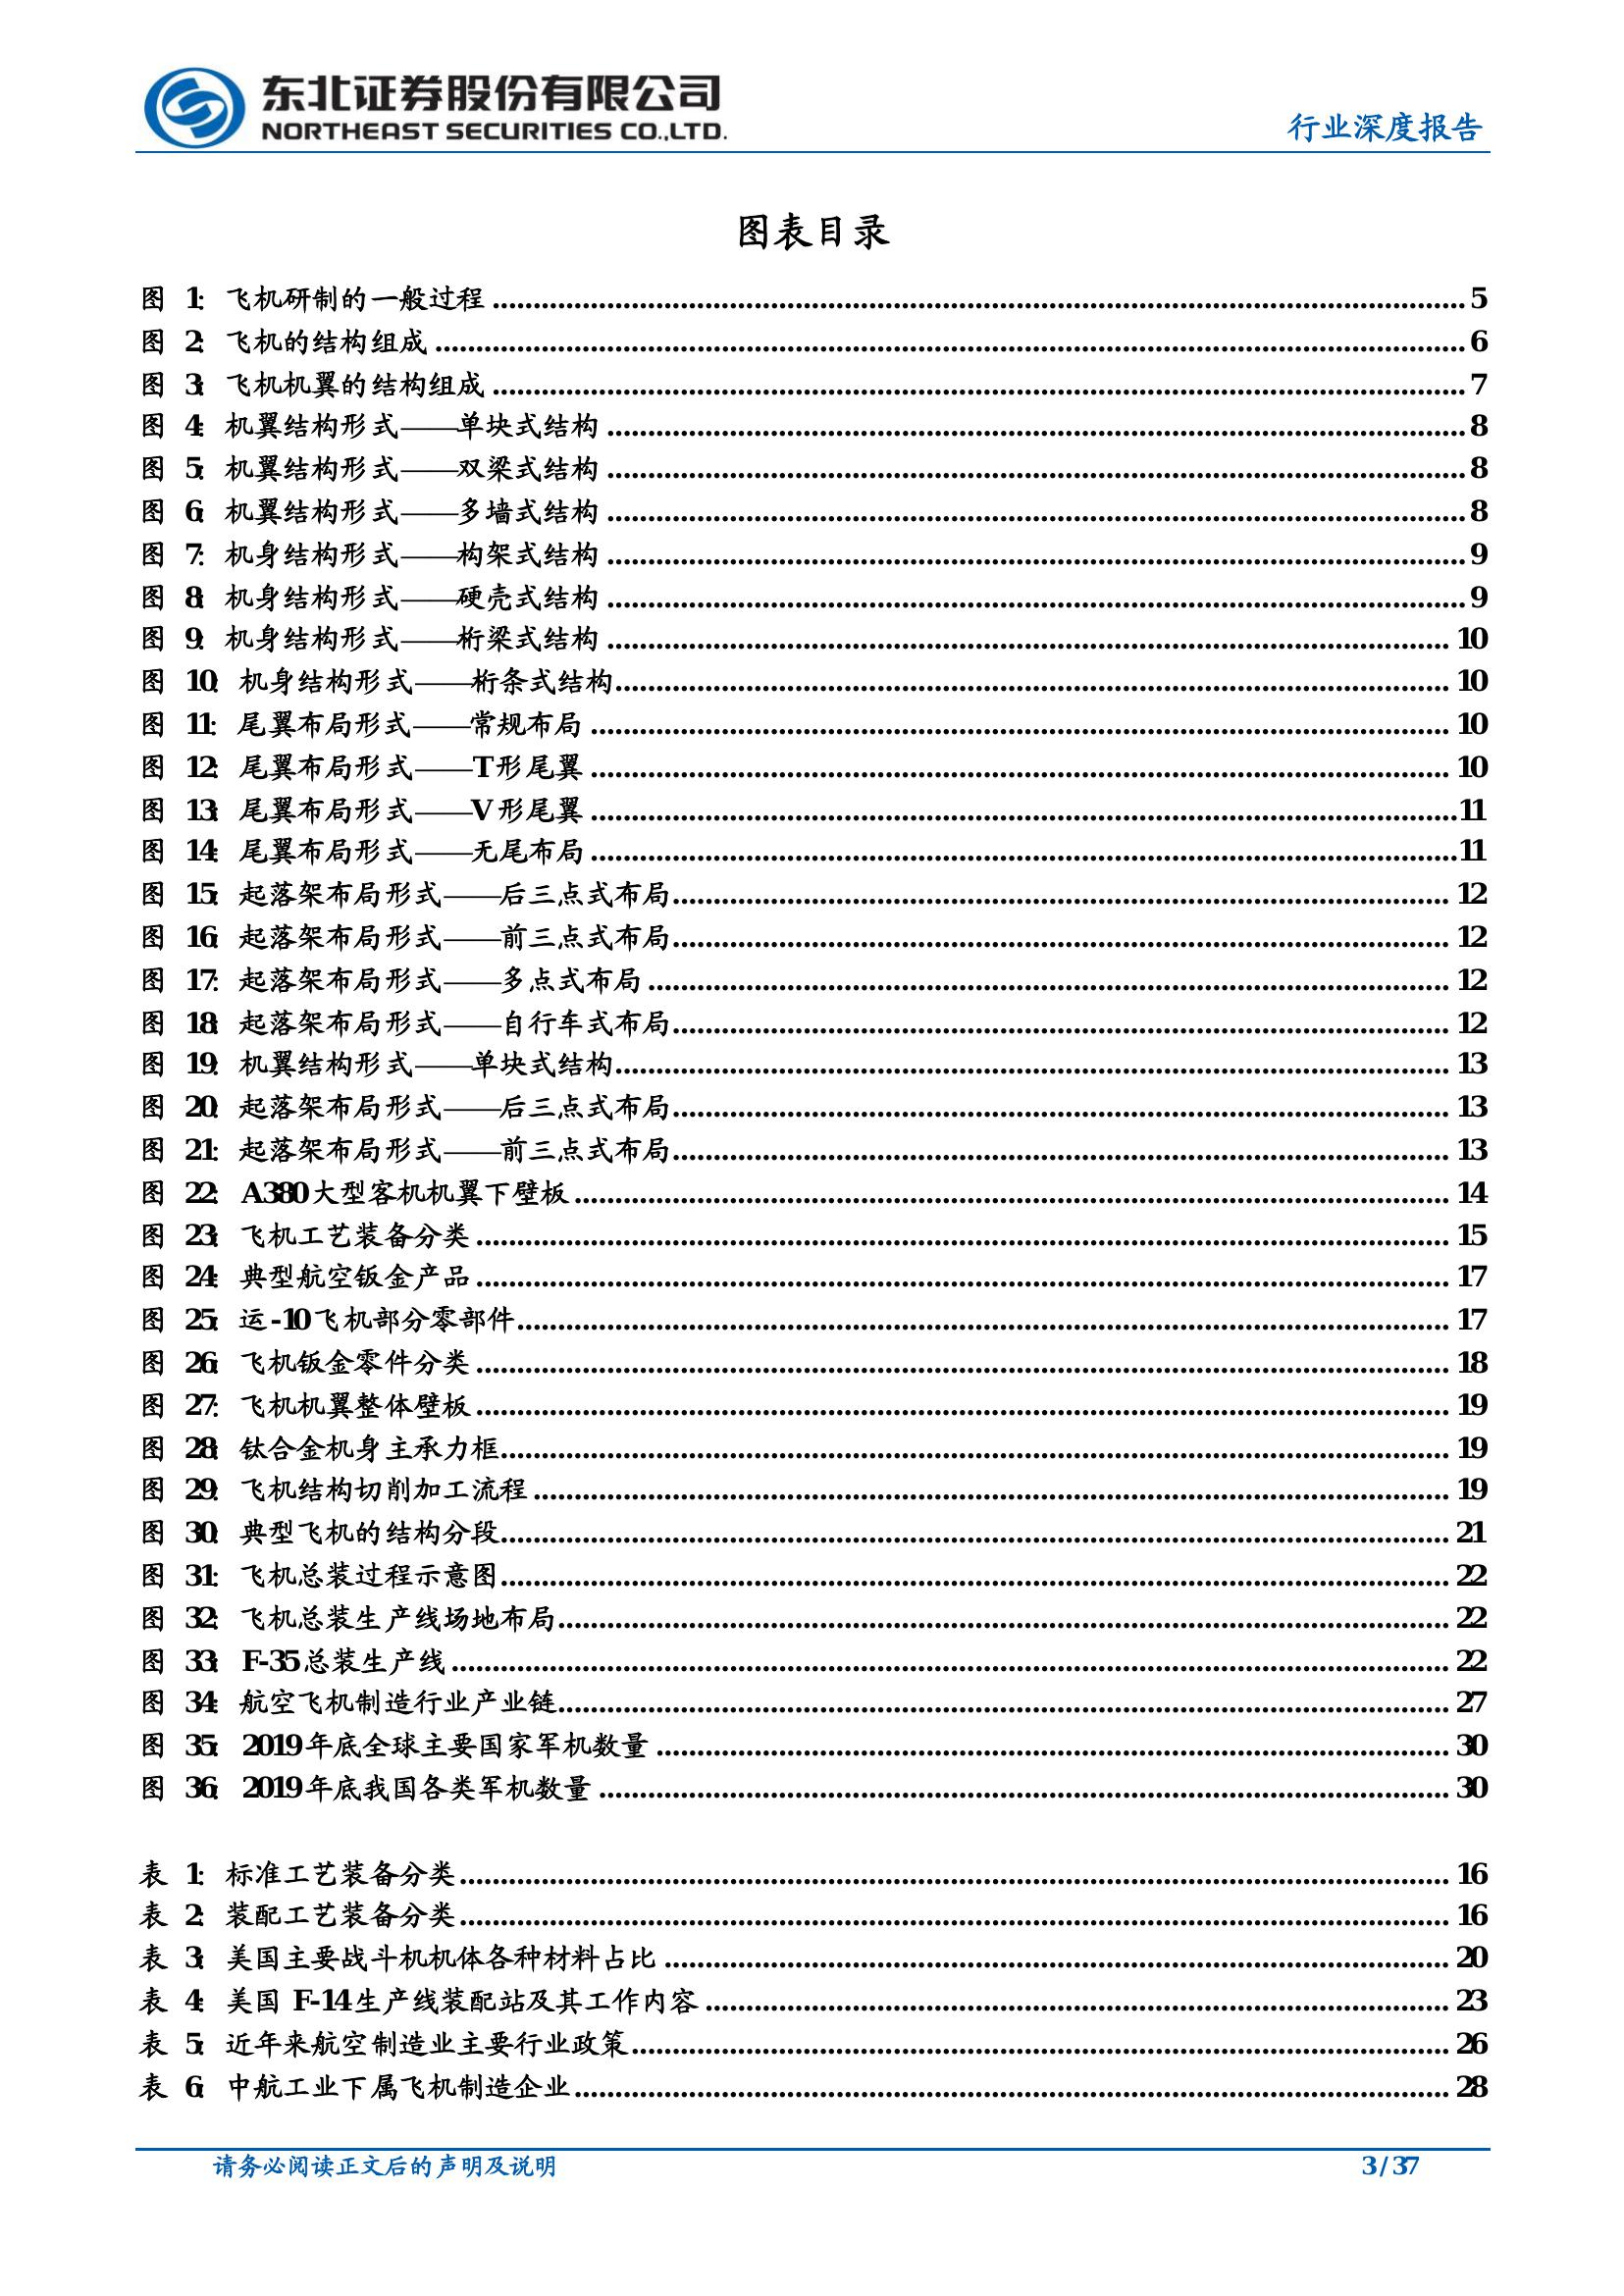 东北证券股份有限公司
NORTHEAST SECURITIES CO.,LTD.
行业深度报告
图表目录
图 1: 飞机研制的一般过程 ........ 5
图 2: 飞机的结构组成 ........ 6
图 3: 飞机机翼的结构组成 ........ 7
图 4: 机翼结构形式——单块式结构 ........ 8
图 5: 机翼结构形式——双梁式结构 ........ 8
图 6: 机翼结构形式——多墙式结构 ........ 8
图 7: 机身结构形式——构架式结构 ........ 9
图 8: 机身结构形式——硬壳式结构 ........ 9
图 9: 机身结构形式——桁梁式结构 ........ 10
图 10: 机身结构形式——桁条式结构 ........ 10
图 11: 尾翼布局形式——常规布局 ........ 10
图 12: 尾翼布局形式——T 形尾翼 ........ 10
图 13: 尾翼布局形式——V 形尾翼 ........ 11
图 14: 尾翼布局形式——无尾布局 ........ 11
图 15: 起落架布局形式——后三点式布局 ........ 12
图 16: 起落架布局形式——前三点式布局 ........ 12
图 17: 起落架布局形式——多点式布局 ........ 12
图 18: 起落架布局形式——自行车式布局 ........ 12
图 19: 机翼结构形式——单块式结构 ........ 13
图 20: 起落架布局形式——后三点式布局 ........ 13
图 21: 起落架布局形式——前三点式布局 ........ 13
图 22: A380 大型客机机翼下壁板 ........ 14
图 23: 飞机工艺装备分类 ........ 15
图 24: 典型航空钣金产品 ........ 17
图 25: 运-10 飞机部分零部件 ........ 17
图 26: 飞机钣金零件分类 ........ 18
图 27: 飞机机翼整体壁板 ........ 19
图 28: 钛合金机身主承力框 ........ 19
图 29: 飞机结构切削加工流程 ........ 19
图 30: 典型飞机的结构分段 ........ 21
图 31: 飞机总装过程示意图 ........ 22
图 32: 飞机总装生产线场地布局 ........ 22
图 33: F-35 总装生产线 ........ 22
图 34: 航空飞机制造行业产业链 ........ 27
图 35: 2019 年底全球主要国家军机数量 ........ 30
图 36: 2019 年底我国各类军机数量 ........ 30
表 1: 标准工艺装备分类 ........ 16
表 2: 装配工艺装备分类 ........ 16
表 3: 美国主要战斗机机体各种材料占比 ........ 20
表 4: 美国 F-14 生产线装配站及其工作内容 ........ 23
表 5: 近年来航空制造业主要行业政策 ........ 26
表 6: 中航工业下属飞机制造企业 ........ 28
请务必阅读正文后的声明及说明 3 / 37